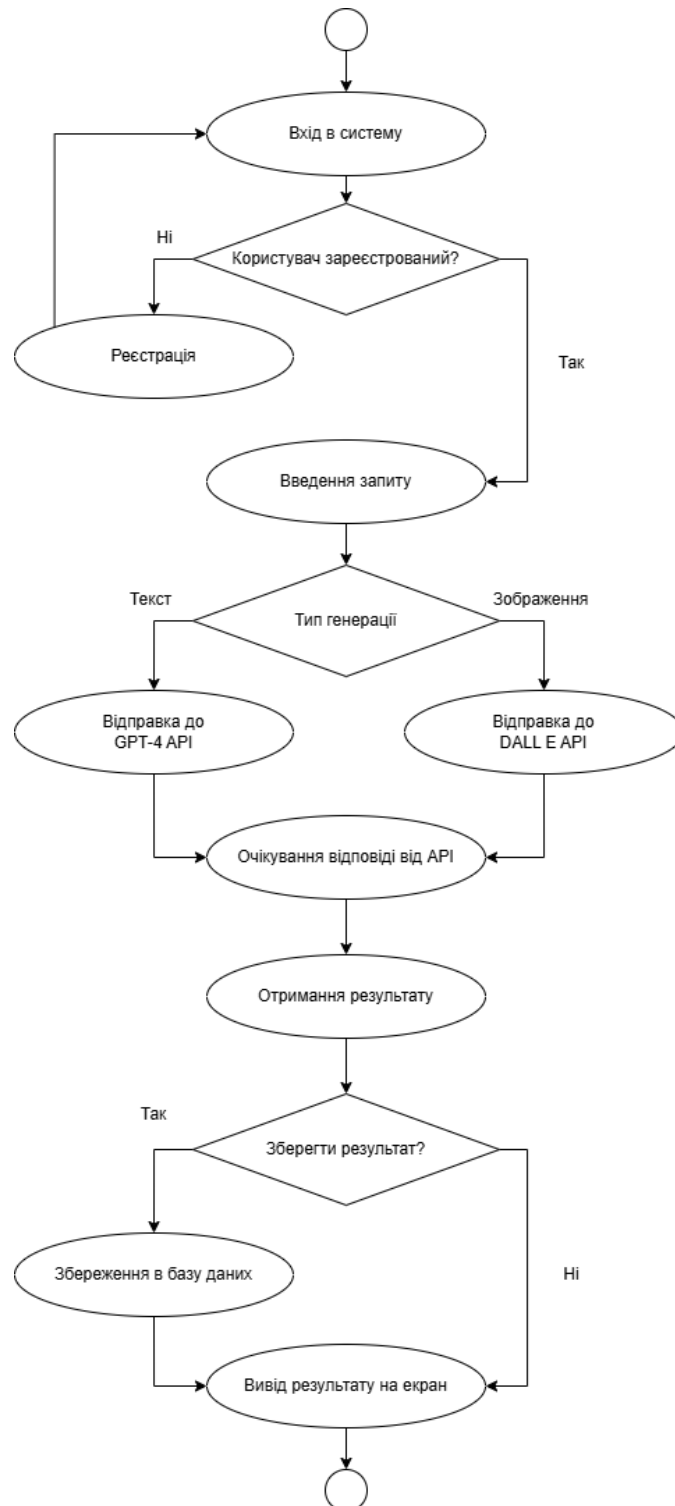 Вхід в систему
Ні
Користувач зареєстрований?
Реєстрація
Так
Введення запиту
Текст
Зображення
Тип генерації
Відправка до
GPT-4 API
Відправка до
DALL E API
Очікування відповіді від API
Отримання результату
Так
Зберегти результат?
Збереження в базу даних
Ні
Вивід результату на екран